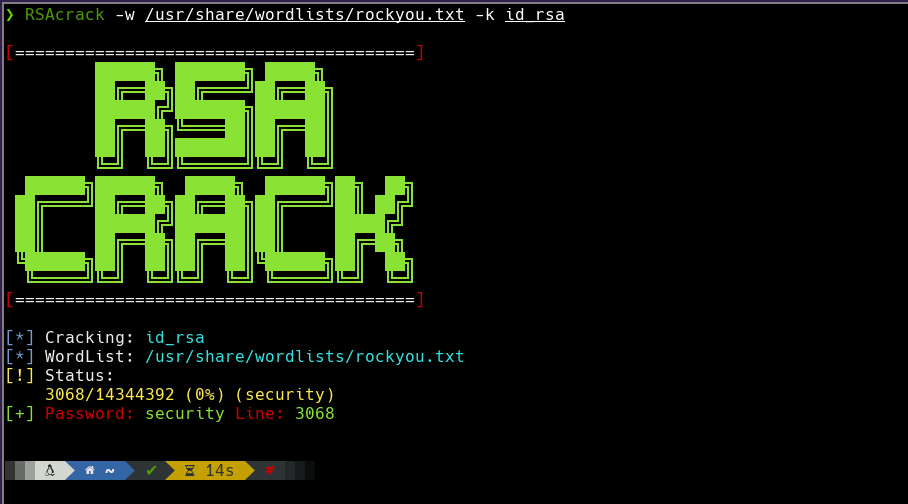 ❯ RSAcrack -w /usr/share/wordlists/rockyou.txt -k id_rsa
[========================================]
RSA
CRACK
[========================================]
[*] Cracking: id_rsa
[*] WordList: /usr/share/wordlists/rockyou.txt
[!] Status:
3068/14344392 (0%) (security)
[+] Password: security Line: 3068
~ ✔ 14s